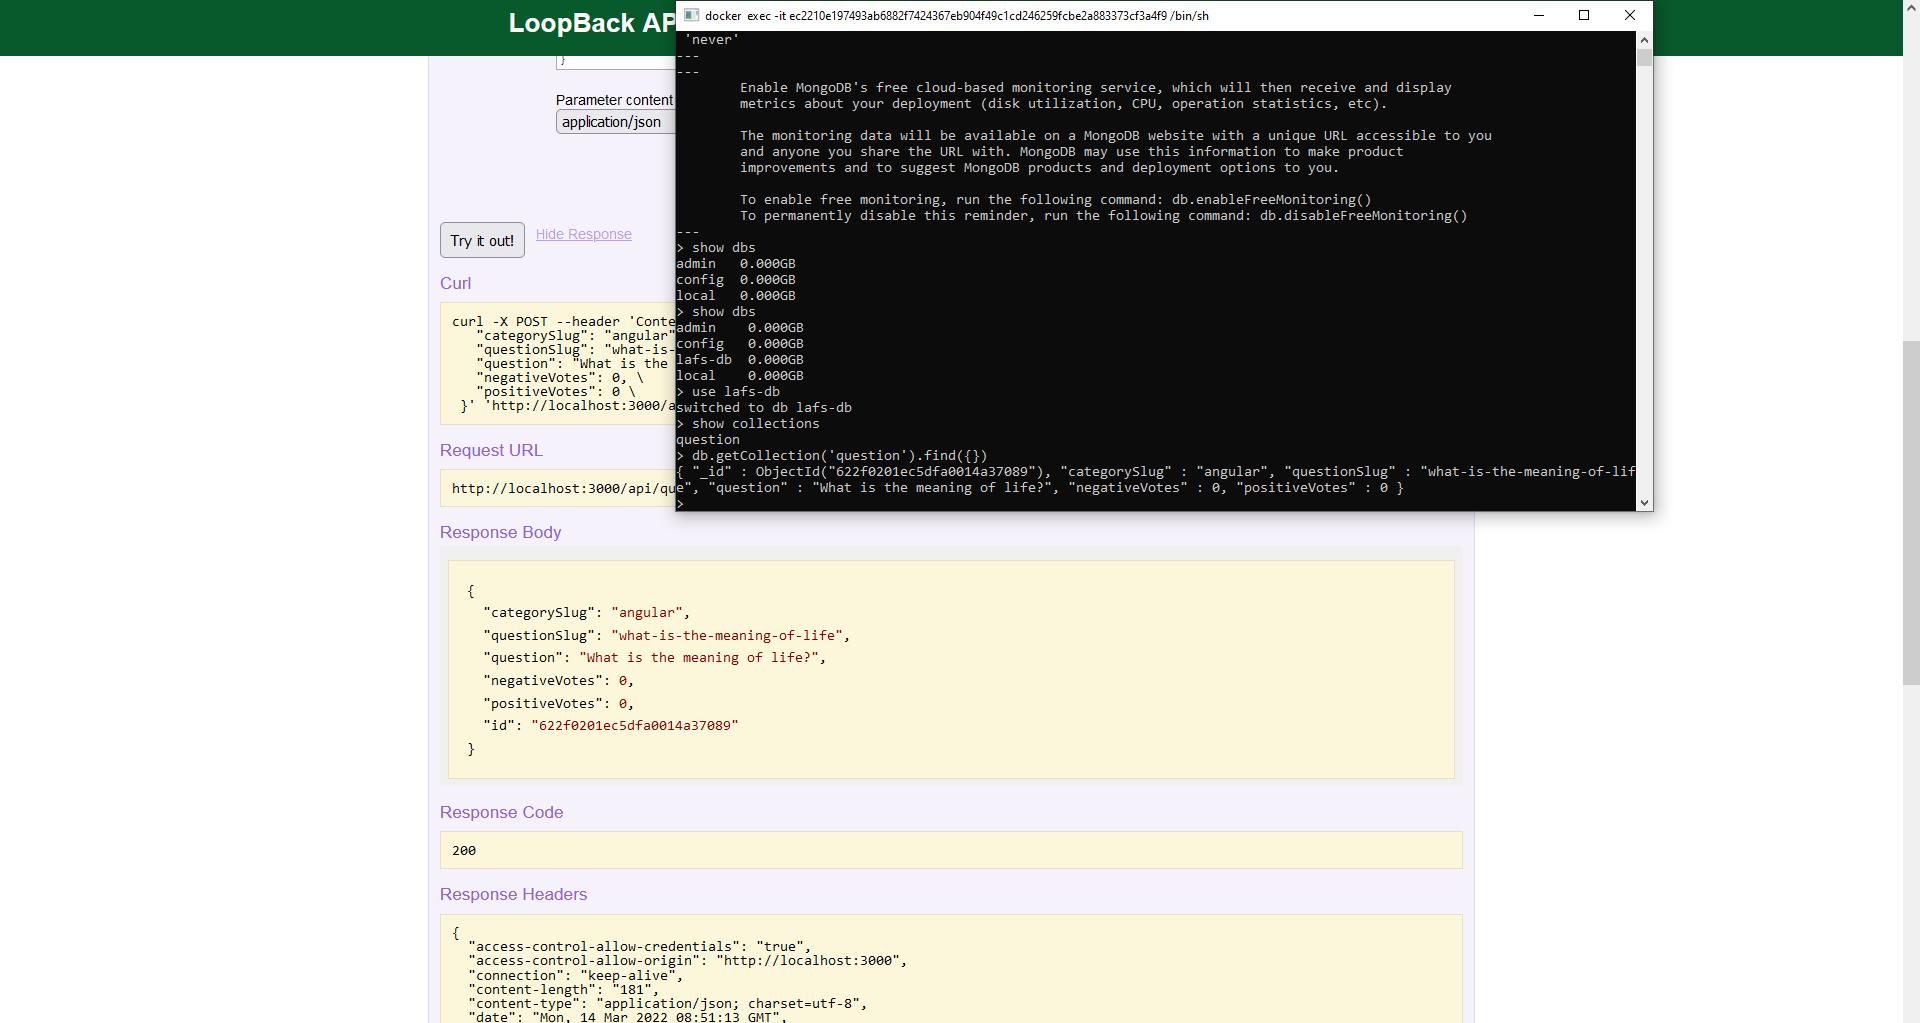 LoopBack AP
docker  exec -it ec2210e197493ab6882f7424367eb904f49c1cd246259fcbe2a883373cf3a4f9 /bin/sh
'never'
---
---
Enable MongoDB's free cloud-based monitoring service, which will then receive and display
metrics about your deployment (disk utilization, CPU, operation statistics, etc).
The monitoring data will be available on a MongoDB website with a unique URL accessible to you
and anyone you share the URL with. MongoDB may use this information to make product
improvements and to suggest MongoDB products and deployment options to you.
To enable free monitoring, run the following command: db.enableFreeMonitoring()
To permanently disable this reminder, run the following command: db.disableFreeMonitoring()
---
> show dbs
admin   0.000GB
config  0.000GB
local   0.000GB
> show dbs
admin    0.000GB
config   0.000GB
lafs-db  0.000GB
local    0.000GB
> use lafs-db
switched to db lafs-db
> show collections
question
> db.getCollection('question').find({})
{ "_id" : ObjectId("622f0201ec5dfa0014a37089"), "categorySlug" : "angular", "questionSlug" : "what-is-the-meaning-of-lif
e", "question" : "What is the meaning of life?", "negativeVotes" : 0, "positiveVotes" : 0 }
>
}
Parameter content
application/json
Try it out!
Hide Response
Curl
curl -X POST --header 'Conte
"categorySlug": "angular"
"questionSlug": "what-is-
"question": "What is the
"negativeVotes": 0, \
"positiveVotes": 0 \
}' 'http://localhost:3000/a
Request URL
http://localhost:3000/api/qu
Response Body
{
"categorySlug": "angular",
"questionSlug": "what-is-the-meaning-of-life",
"question": "What is the meaning of life?",
"negativeVotes": 0,
"positiveVotes": 0,
"id": "622f0201ec5dfa0014a37089"
}
Response Code
200
Response Headers
{
"access-control-allow-credentials": "true",
"access-control-allow-origin": "http://localhost:3000",
"connection": "keep-alive",
"content-length": "181",
"content-type": "application/json; charset=utf-8",
"date": "Mon, 14 Mar 2022 08:51:13 GMT",